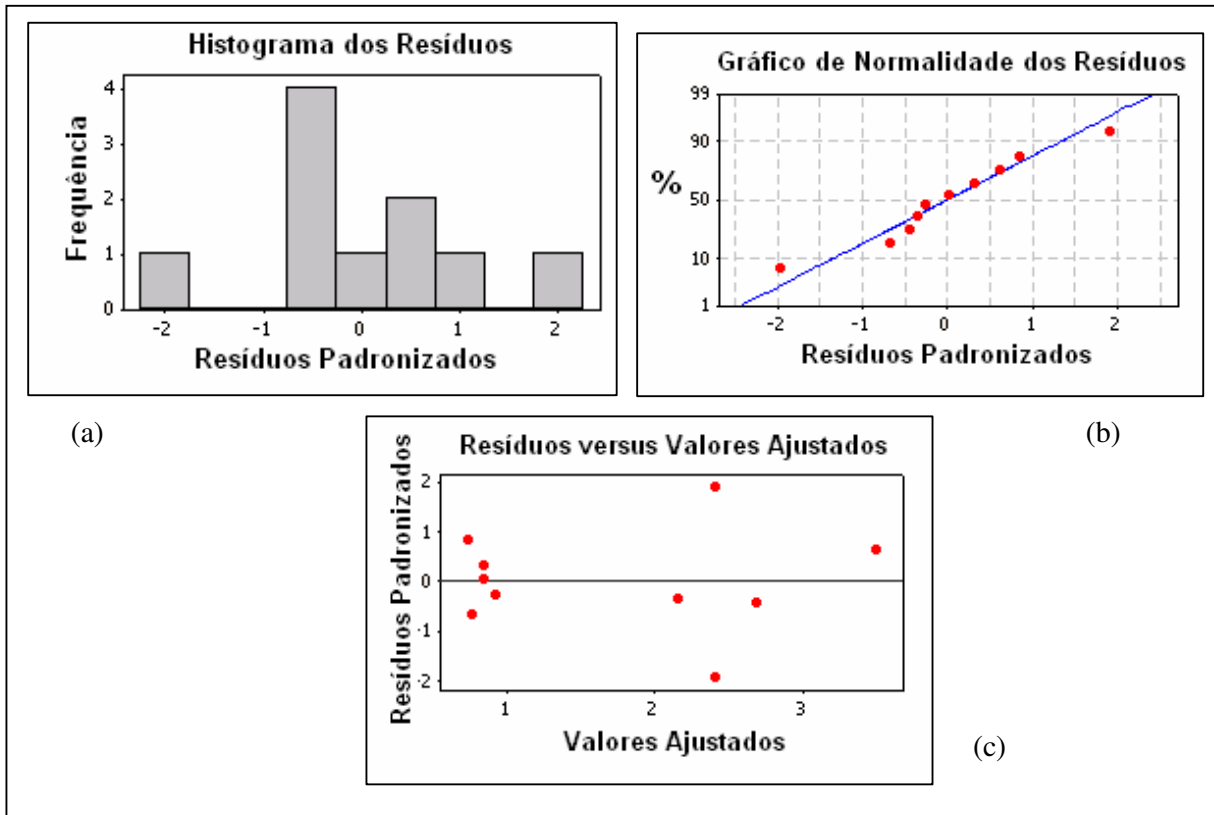 Histograma dos Resíduos
Frequência
4
3
2
1
0
-2 -1 0 1 2
Resíduos Padronizados
(a)
Gráfico de Normalidade dos Resíduos
%
99
90
50
10
1
-2 -1 0 1 2
Resíduos Padronizados
(b)
Resíduos versus Valores Ajustados
Resíduos Padronizados
2
1
0
-1
-2
1 2 3
Valores Ajustados
(c)